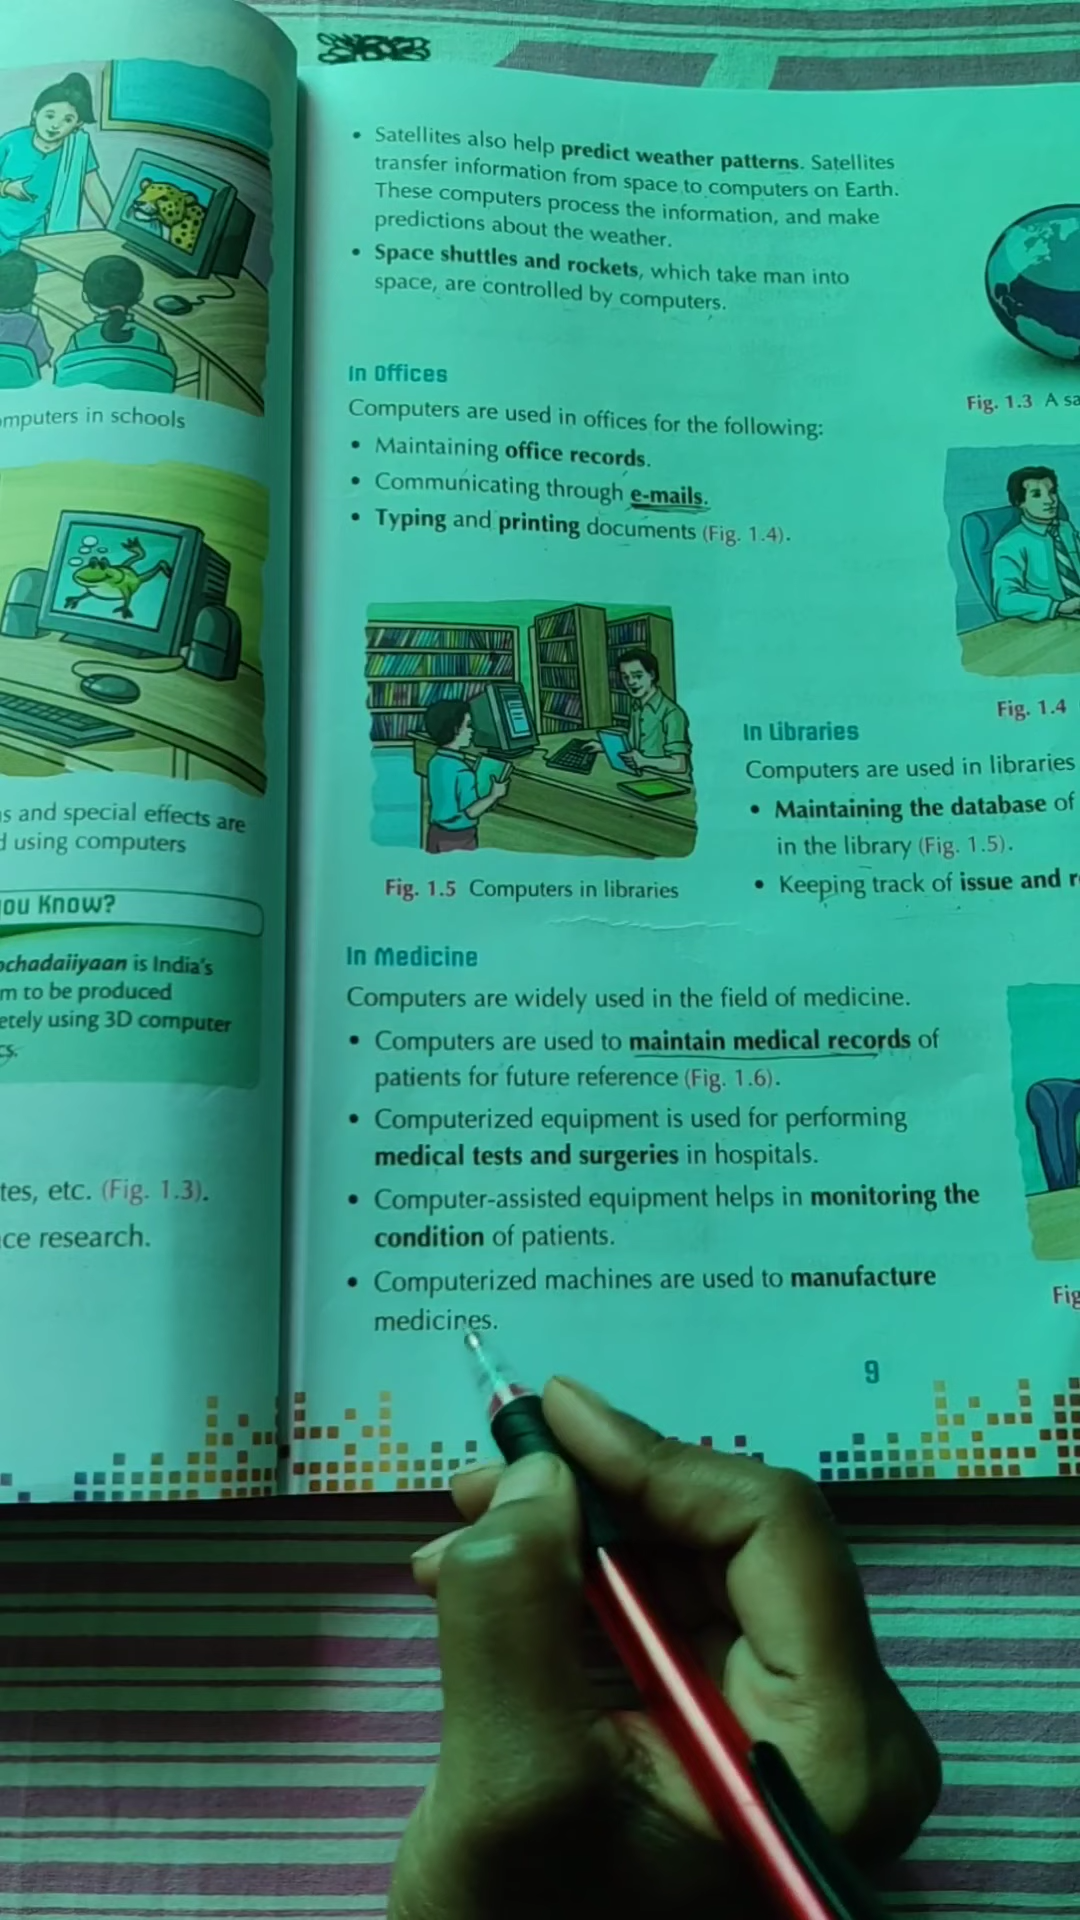 omputers in schools
s and special effects are
d using computers
ou Know?
ochadaiiyaan is India's
m to be produced
etely using 3D computer
cs.
tes, etc. (Fig. 1.3).
ce research.
• Satellites also help predict weather patterns. Satellites
transfer information from space to computers on Earth.
These computers process the information, and make
predictions about the weather.
• Space shuttles and rockets, which take man into
space, are controlled by computers.
Fig. 1.3 A sa
In Offices
Computers are used in offices for the following:
• Maintaining office records.
• Communicating through e-mails.
• Typing and printing documents (Fig. 1.4).
Fig. 1.4
Fig. 1.5 Computers in libraries
In Libraries
Computers are used in libraries
• Maintaining the database of
in the library (Fig. 1.5).
• Keeping track of issue and r
In Medicine
Computers are widely used in the field of medicine.
• Computers are used to maintain medical records of
patients for future reference (Fig. 1.6).
• Computerized equipment is used for performing
medical tests and surgeries in hospitals.
• Computer-assisted equipment helps in monitoring the
condition of patients.
• Computerized machines are used to manufacture
medicines.
Fig
9